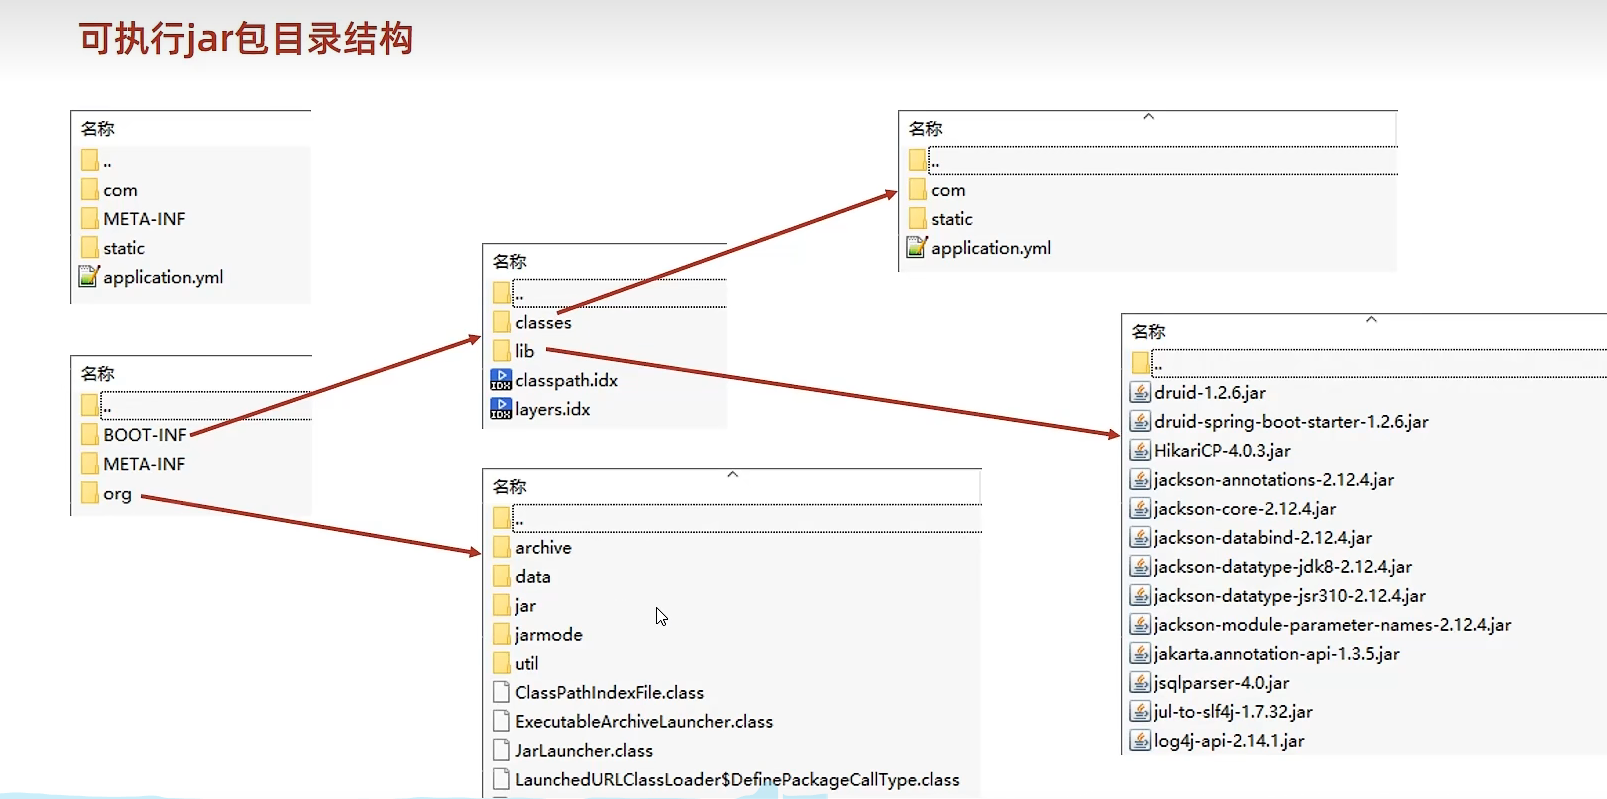 可执行jar包目录结构
名称
..
com
META-INF
static
application.yml
名称
..
BOOT-INF
META-INF
org
名称
..
classes
lib
classpath.idx
layers.idx
名称
..
archive
data
jar
jarmode
util
ClassPathIndexFile.class
ExecutableArchiveLauncher.class
JarLauncher.class
LaunchedURLClassLoader$DefinePackageCallType.class
名称
..
com
static
application.yml
名称
..
druid-1.2.6.jar
druid-spring-boot-starter-1.2.6.jar
HikariCP-4.0.3.jar
jackson-annotations-2.12.4.jar
jackson-core-2.12.4.jar
jackson-databind-2.12.4.jar
jackson-datatype-jdk8-2.12.4.jar
jackson-datatype-jsr310-2.12.4.jar
jackson-module-parameter-names-2.12.4.jar
jakarta.annotation-api-1.3.5.jar
jsqlparser-4.0.jar
jul-to-slf4j-1.7.32.jar
log4j-api-2.14.1.jar